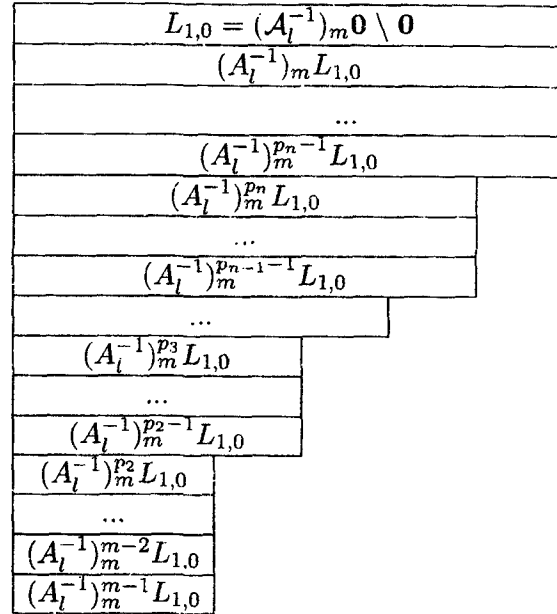 L_{1,0} = (\mathcal{A}_l^{-1})_m \mathbf{0} \setminus \mathbf{0}
(A_l^{-1})_m L_{1,0}
...
(A_l^{-1})_m^{p_n-1} L_{1,0}
(A_l^{-1})_m^{p_n} L_{1,0}
...
(A_l^{-1})_m^{p_{n-1}-1} L_{1,0}
...
(A_l^{-1})_m^{p_3} L_{1,0}
...
(A_l^{-1})_m^{p_2-1} L_{1,0}
(A_l^{-1})_m^{p_2} L_{1,0}
...
(A_l^{-1})_m^{m-2} L_{1,0}
(A_l^{-1})_m^{m-1} L_{1,0}